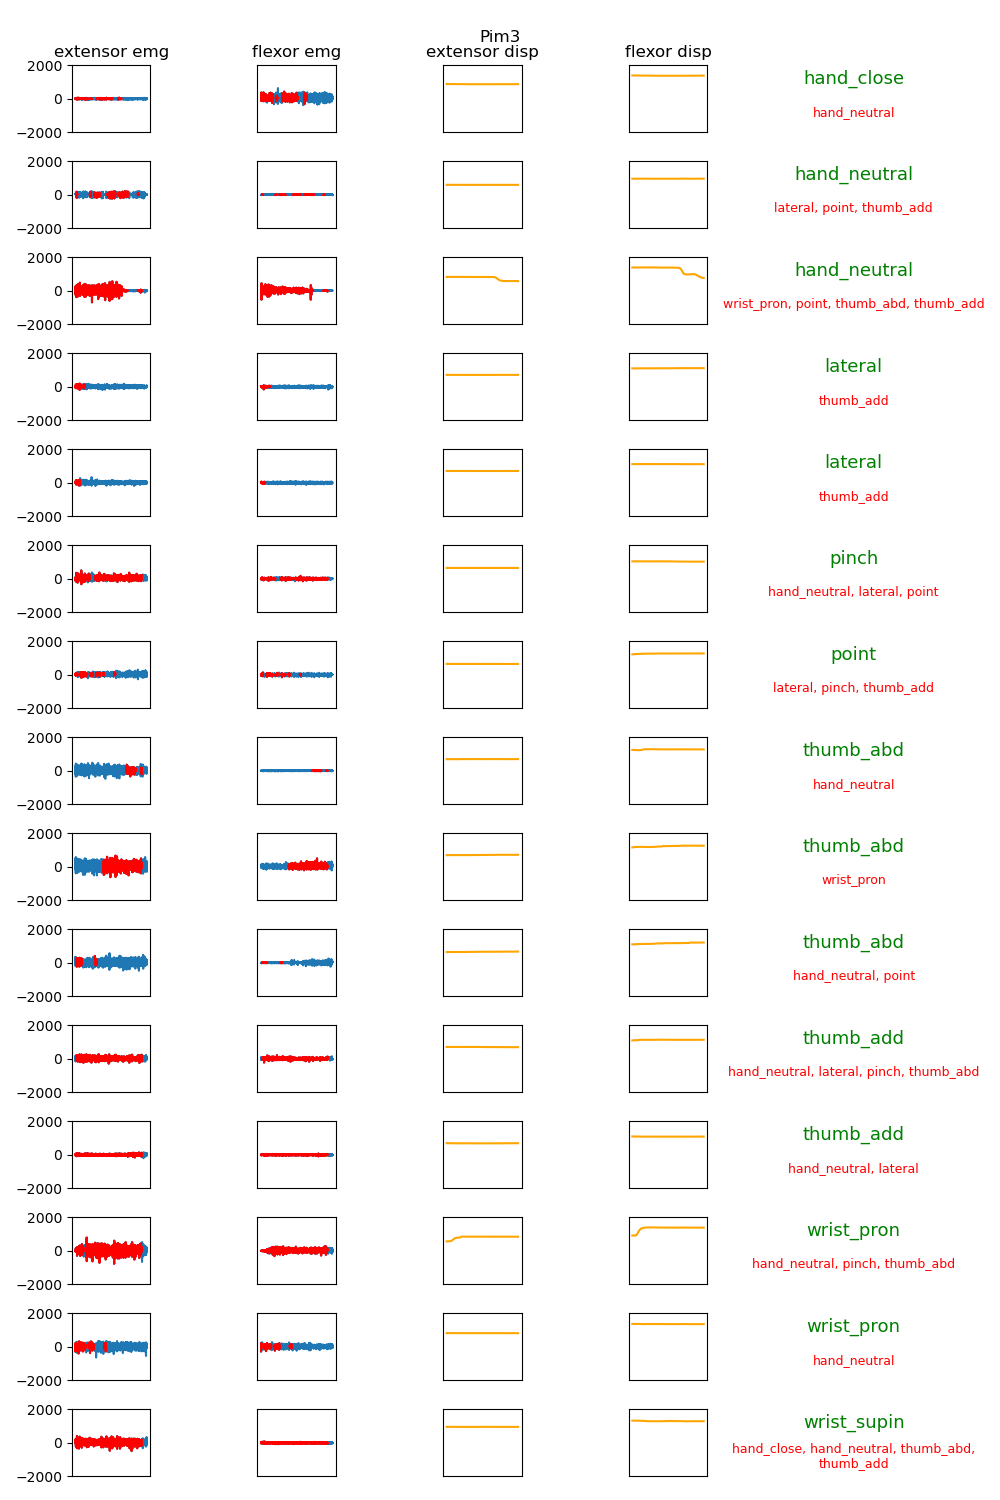 Pim3
extensor emg flexor emg extensor disp flexor disp
2000
0
−2000
hand_close
hand_neutral
2000
0
−2000
hand_neutral
lateral, point, thumb_add
2000
0
−2000
hand_neutral
wrist_pron, point, thumb_abd, thumb_add
2000
0
−2000
lateral
thumb_add
2000
0
−2000
lateral
thumb_add
2000
0
−2000
pinch
hand_neutral, lateral, point
2000
0
−2000
point
lateral, pinch, thumb_add
2000
0
−2000
thumb_abd
hand_neutral
2000
0
−2000
thumb_abd
wrist_pron
2000
0
−2000
thumb_abd
hand_neutral, point
2000
0
−2000
thumb_add
hand_neutral, lateral, pinch, thumb_abd
2000
0
−2000
thumb_add
hand_neutral, lateral
2000
0
−2000
wrist_pron
hand_neutral, pinch, thumb_abd
2000
0
−2000
wrist_pron
hand_neutral
2000
0
−2000
wrist_supin
hand_close, hand_neutral, thumb_abd,
thumb_add